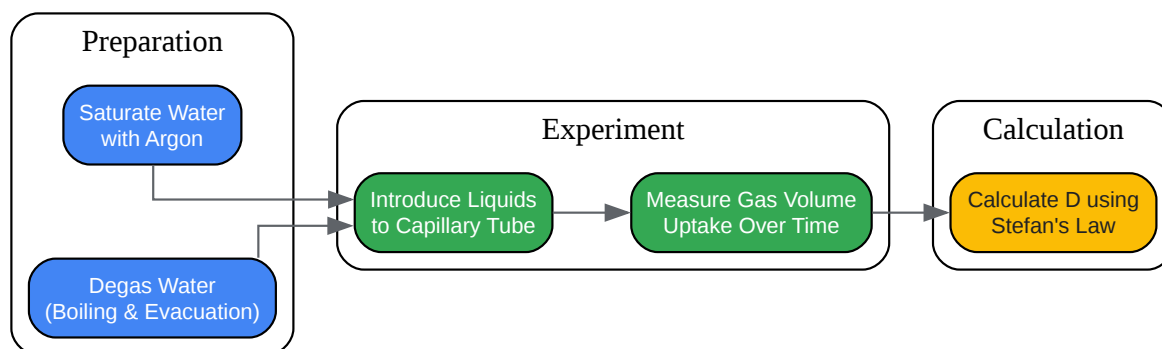 Preparation
Saturate Water
with Argon
Degas Water
(Boiling & Evacuation)
Experiment
Introduce Liquids
to Capillary Tube
Measure Gas Volume
Uptake Over Time
Calculation
Calculate D using
Stefan's Law